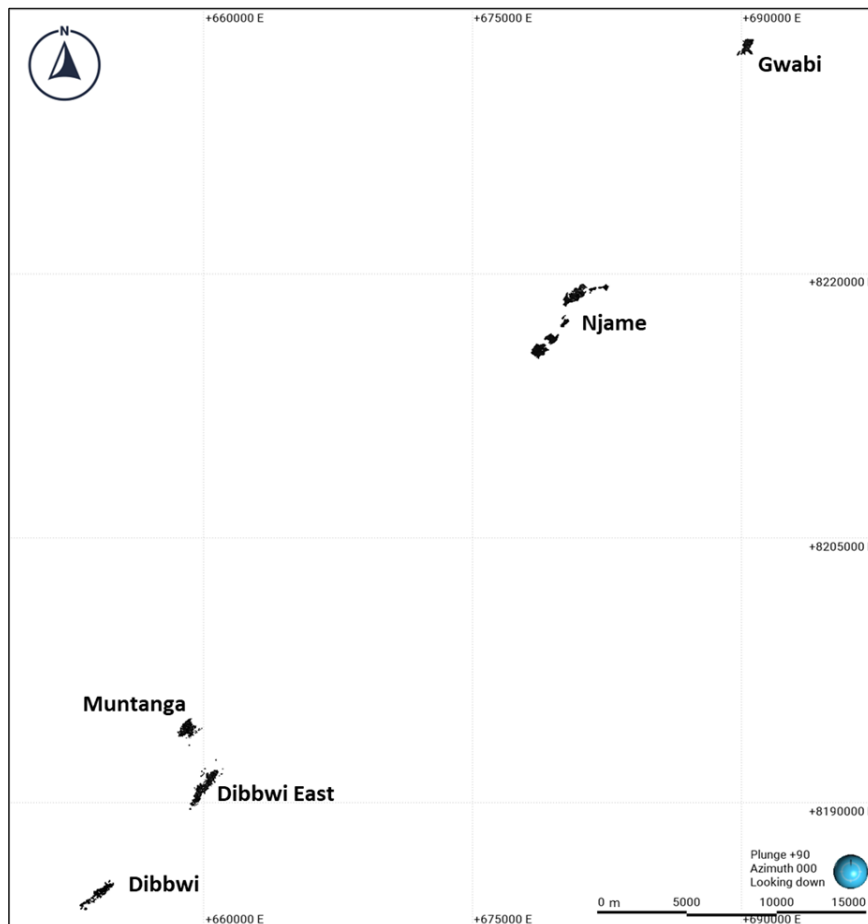 +660000 E
+675000 E
+690000 E
N
Gwabi
+8220000
Njame
+8205000
Muntanga
Dibbwi East
+8190000
Dibbwi
Plunge +90
Azimuth 000
Looking down
0 m
5000
10000
15000
+660000 E
+675000 E
+690000 E